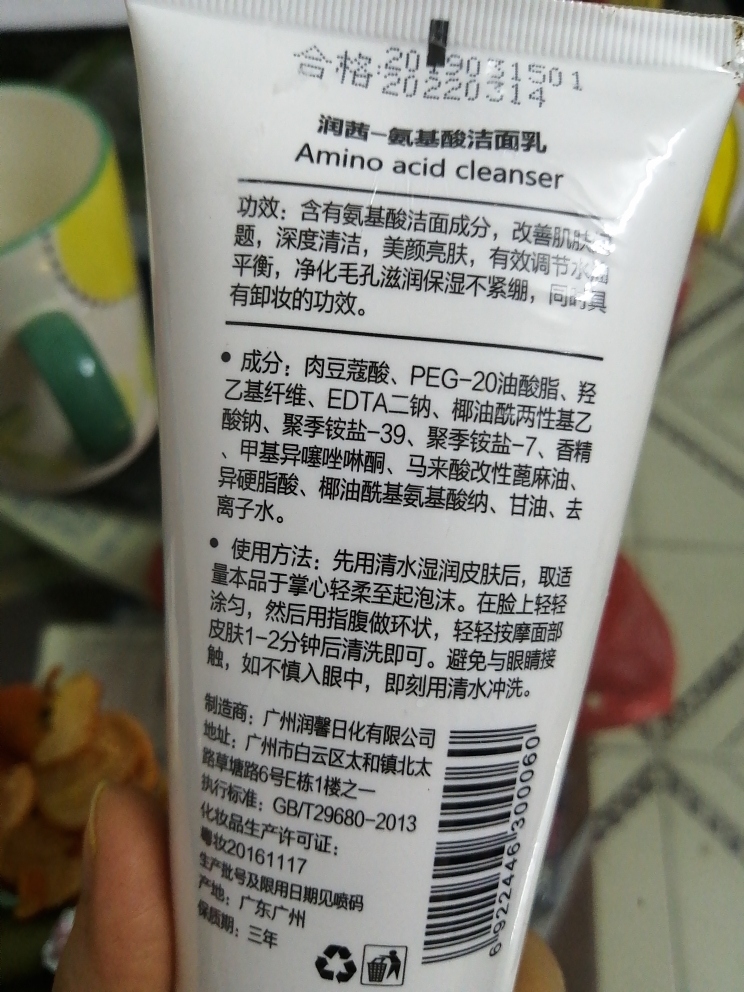 合格:2019031501
20220314
润茜-氨基酸洁面乳
Amino acid cleanser
功效：含有氨基酸洁面成分，改善肌肤
题，深度清洁，美颜亮肤，有效调节水
平衡，净化毛孔滋润保湿不紧绷，同时具
有卸妆的功效。
• 成分：肉豆蔻酸、PEG-20油酸脂、羟
乙基纤维、EDTA二钠、椰油酰两性基乙
酸钠、聚季铵盐-39、聚季铵盐-7、香精
、甲基异噻唑啉酮、马来酸改性蓖麻油、
异硬脂酸、椰油酰基氨基酸纳、甘油、去
离子水。
• 使用方法：先用清水湿润皮肤后，取适
量本品于掌心轻柔至起泡沫。在脸上轻轻
涂匀，然后用指腹做环状，轻轻按摩面部
皮肤1-2分钟后清洗即可。避免与眼睛接
触，如不慎入眼中，即刻用清水冲洗。
制造商：广州润馨日化有限公司
地址：广州市白云区太和镇北太
路草塘路6号E栋1楼之一
执行标准：GB/T29680-2013
化妆品生产许可证：
粤妆20161117
生产批号及限用日期见喷码
产地：广东广州
保质期：三年
6922446300060